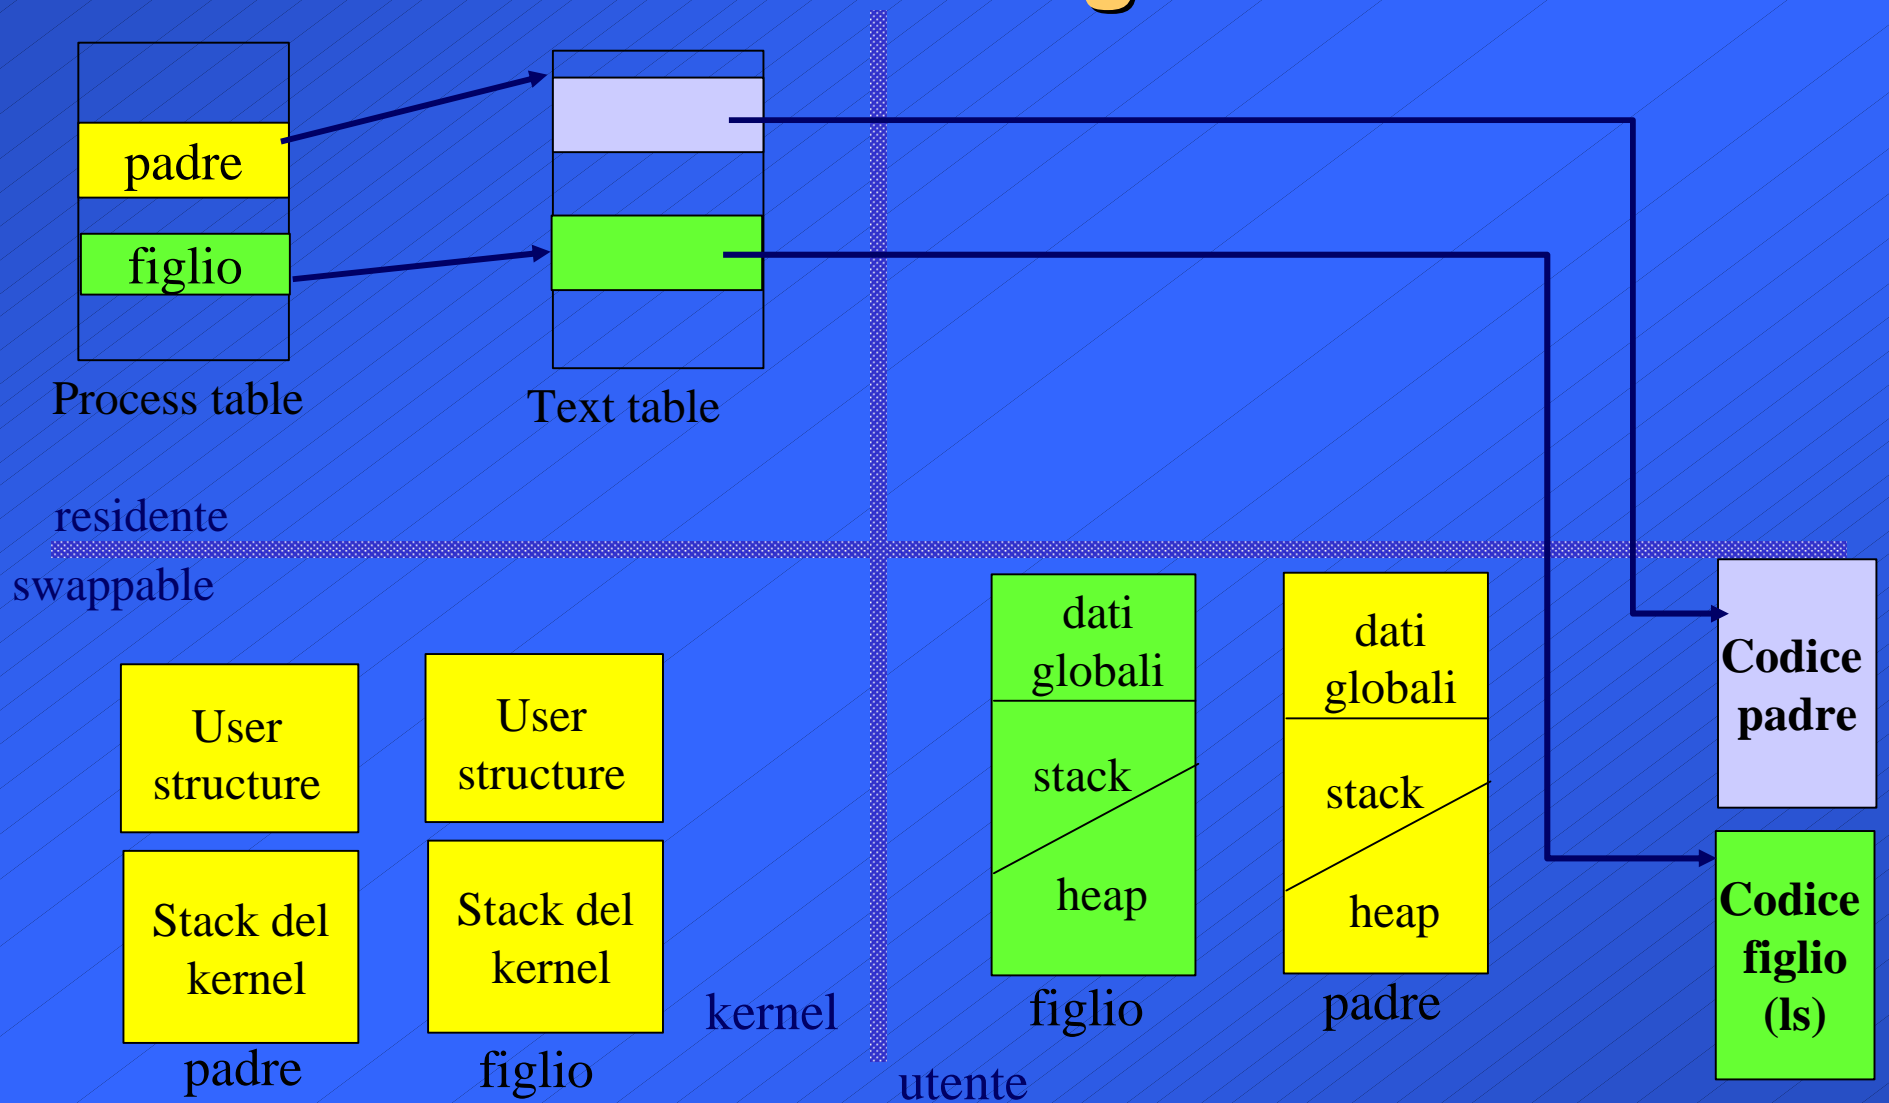 padre
figlio
Process table
Text table
residente
swappable
User
structure
Stack del
kernel
padre
User
structure
Stack del
kernel
figlio
kernel
utente
dati
globali
stack
heap
figlio
dati
globali
stack
heap
padre
Codice
padre
Codice
figlio
(ls)